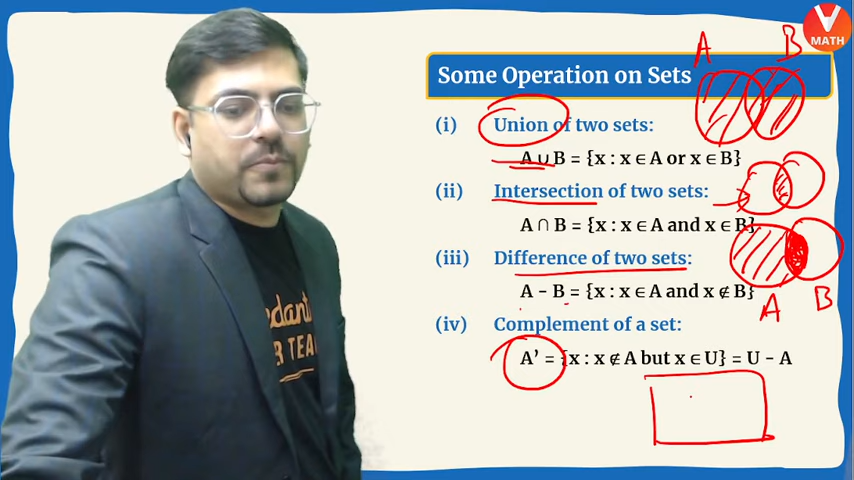 V
MATH
A B
Some Operation on Sets
(i) Union of two sets:
A ∪ B = {x : x ∈ A or x ∈ B}
(ii) Intersection of two sets:
A ∩ B = {x : x ∈ A and x ∈ B}
(iii) Difference of two sets:
A - B = {x : x ∈ A and x ∉ B}
A B
(iv) Complement of a set:
A’ = {x : x ∉ A but x ∈ U} = U - A